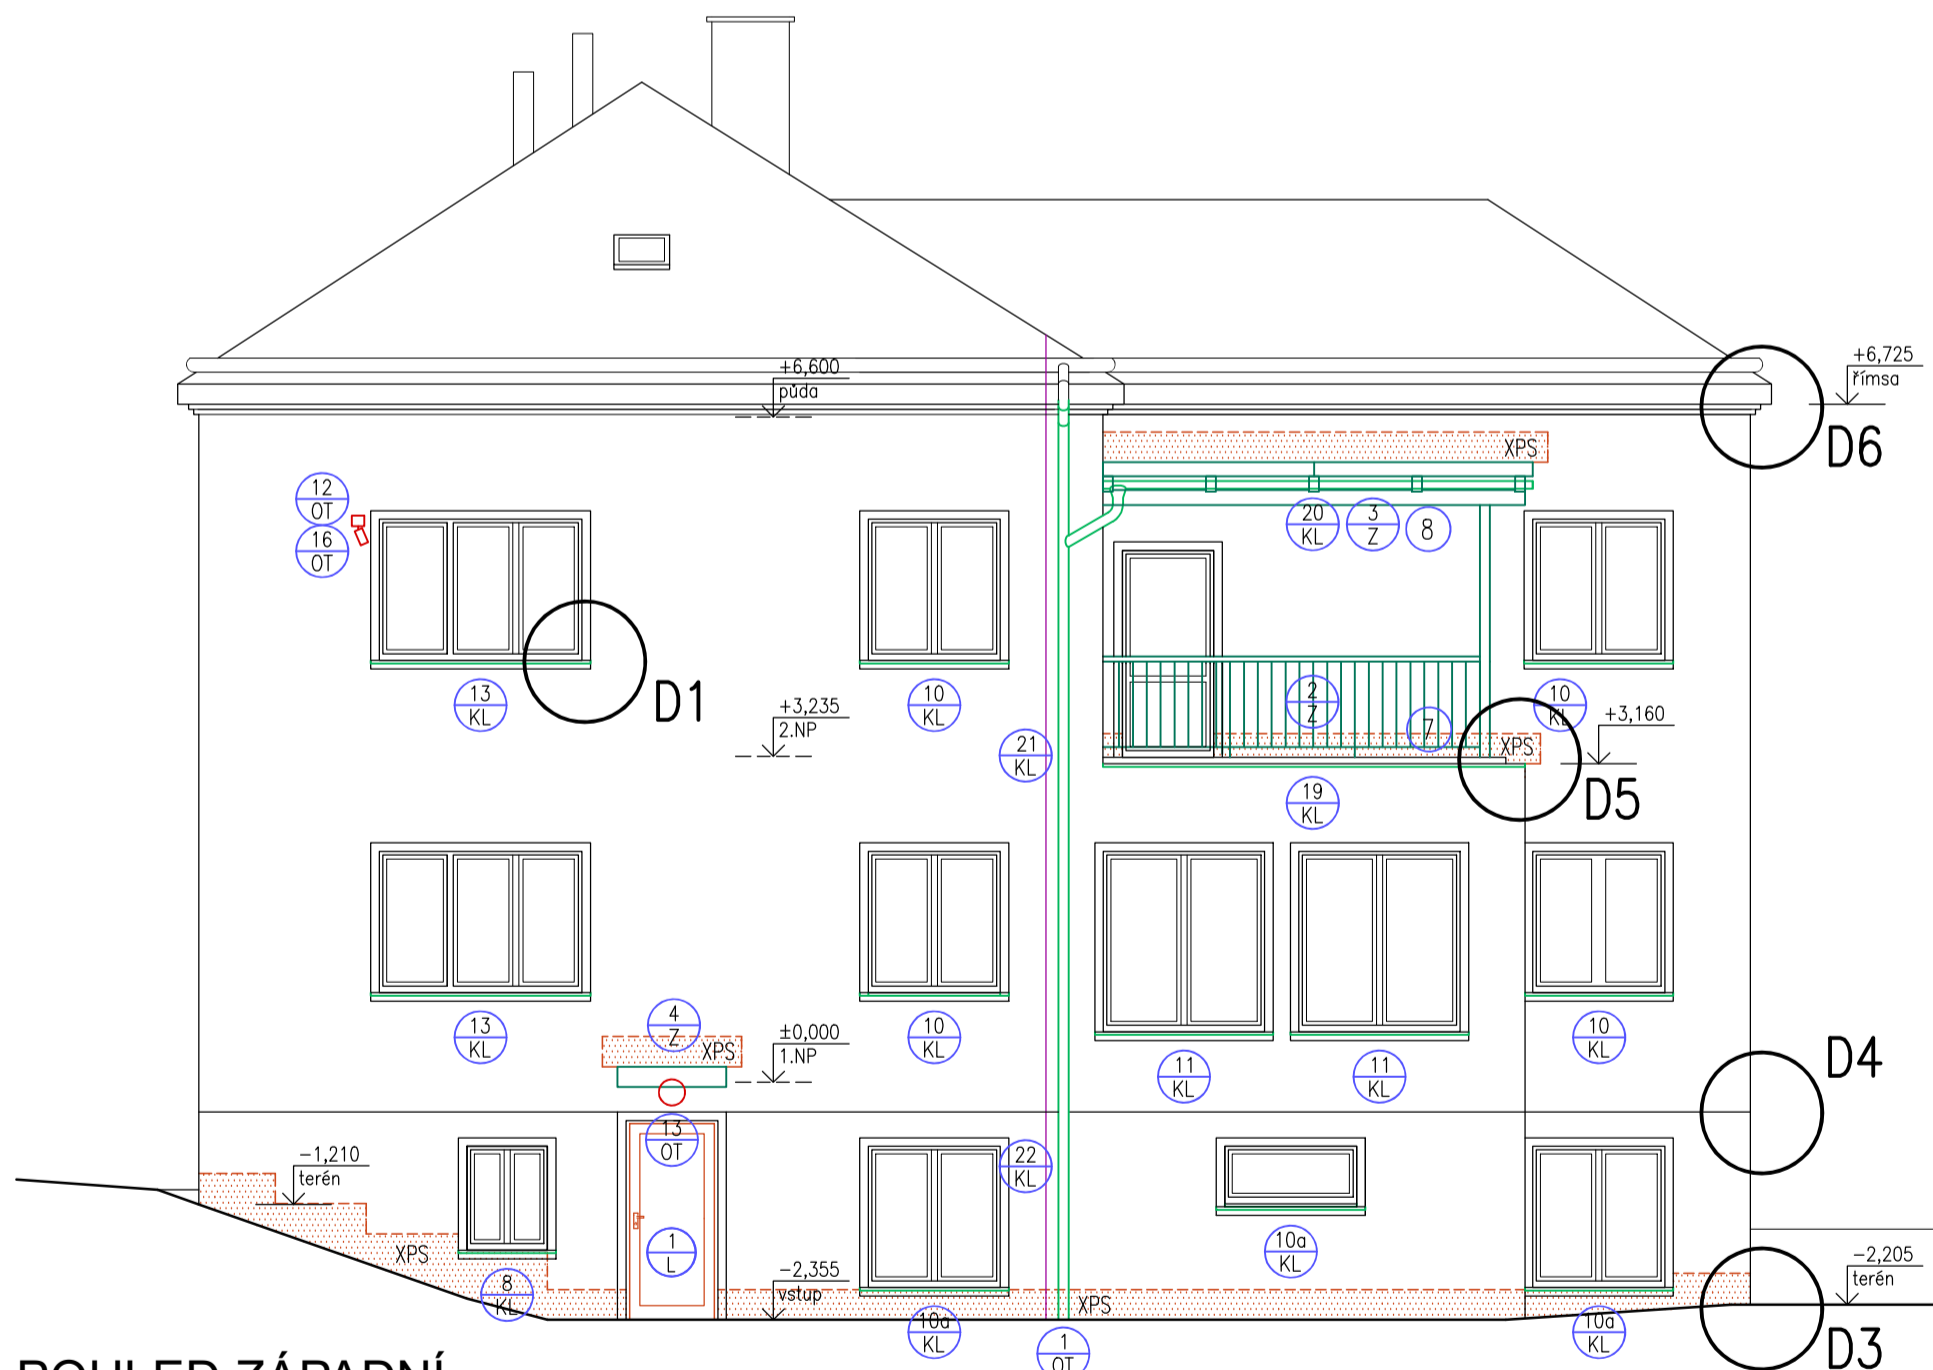 +6,600
půda
+6,725
římsa
D6
XPS
12
OT
16
OT
20
KL
3
Z
8
13
KL
D1
10
KL
+3,235
2.NP
2
Z
7
10
KL
+3,160
21
KL
XPS
D5
19
KL
13
KL
4
Z
XPS
±0,000
1.NP
10
KL
11
KL
11
KL
10
KL
D4
13
OT
-1,210
terén
22
KL
XPS
1
L
10a
KL
-2,355
vstup
-2,205
terén
8
KL
XPS
10a
KL
10a
KL
1
OT
D3
POHLED ZÁPADNÍ